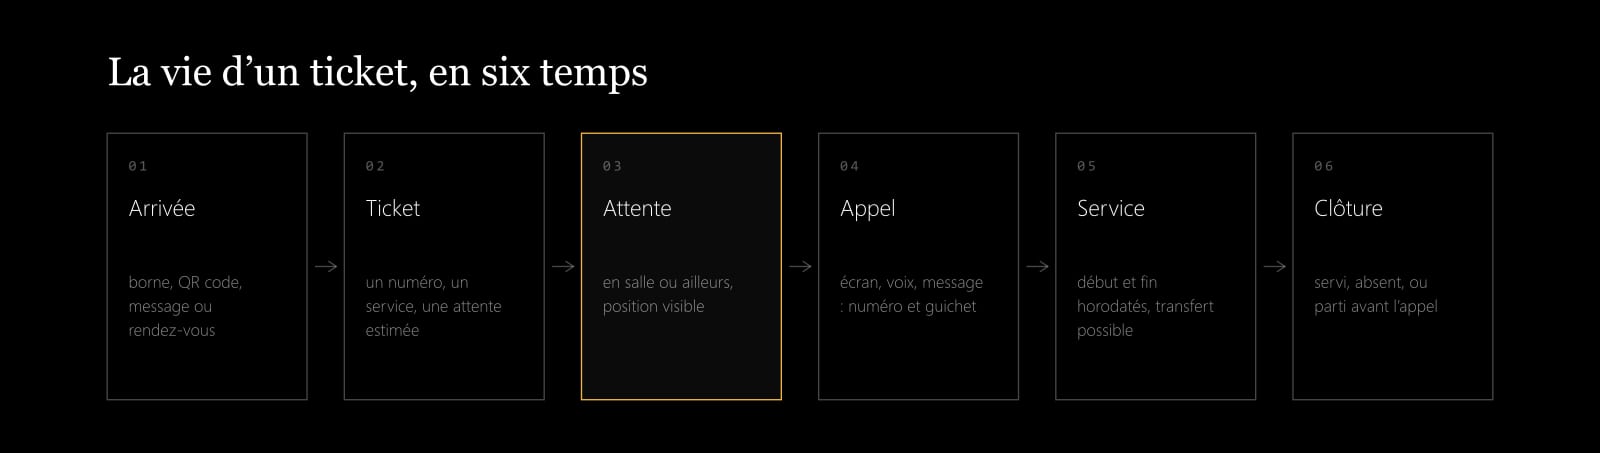 La vie d’un ticket, en six temps
01
Arrivée
borne, QR code,
message ou
rendez-vous
02
Ticket
un numéro, un
service, une attente
estimée
03
Attente
en salle ou ailleurs,
position visible
04
Appel
écran, voix, message
: numéro et guichet
05
Service
début et fin
horodatés, transfert
possible
06
Clôture
servi, absent, ou
parti avant l’appel